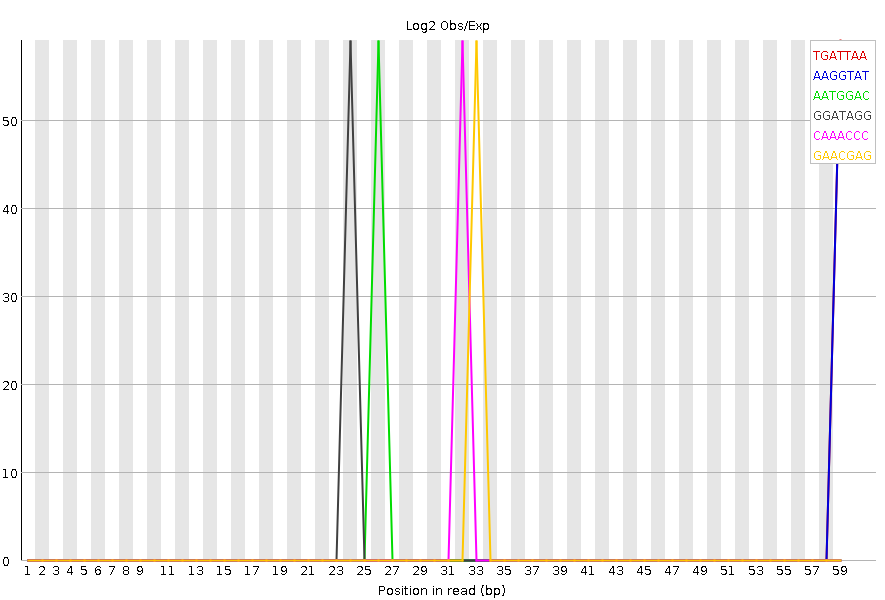 Log2 Obs/Exp
TGATTAA
AAGGTAT
AATGGAC
GGATAGG
CAAACCC
GAACGAG
50
40
30
20
10
0
1 2 3 4 5 6 7 8 9 11 13 15 17 19 21 23 25 27 29 31 33 35 37 39 41 43 45 47 49 51 53 55 57 59
Position in read (bp)